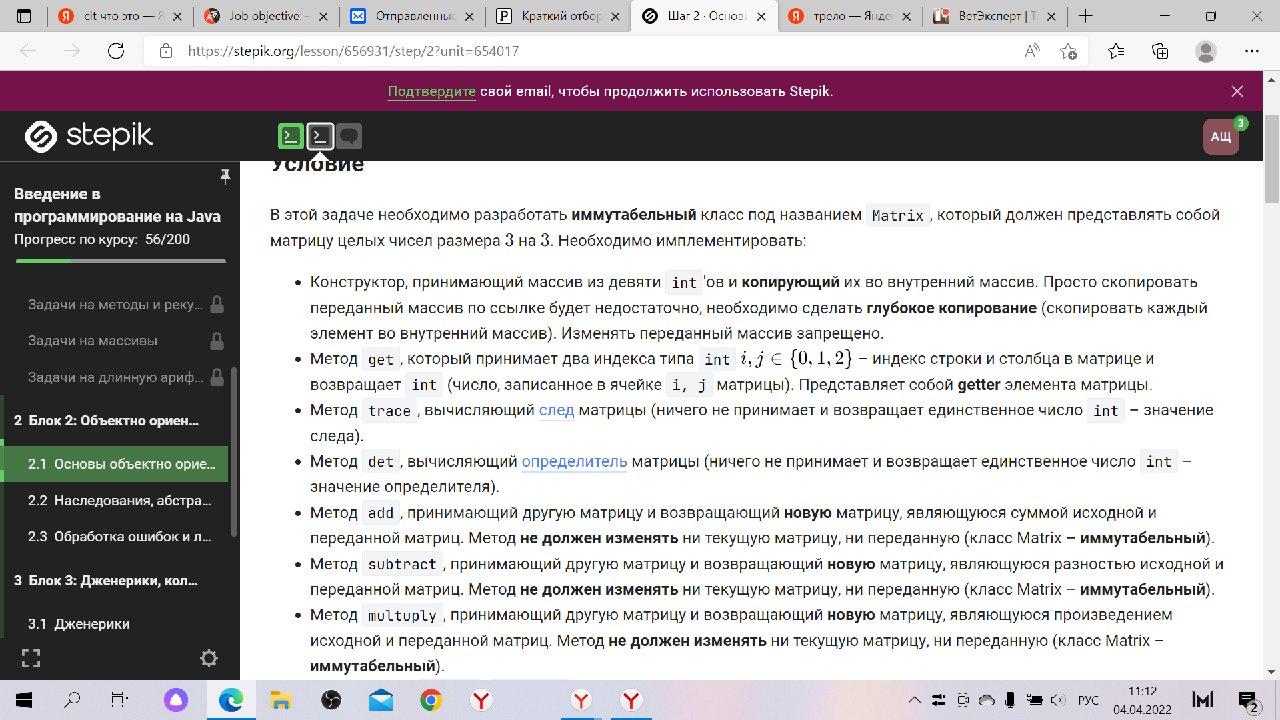 В что это — Я
Job objective -
Отправленные
Краткий отбор
Шаг 2 - Основы
трело — Яндек
ВетЭксперт | Т
https://stepik.org/lesson/656931/step/2?unit=654017
Подтвердите свой email, чтобы продолжить использовать Stepik.
stepik
АЩ
3
Введение в
программирование на Java
Прогресс по курсу: 56/200
Задачи на методы и реку...
Задачи на массивы
Задачи на длинную ариф...
2 Блок 2: Объектно ориен...
2.1 Основы объектно орие...
2.2 Наследования, абстра...
2.3 Обработка ошибок и л...
3 Блок 3: Дженерики, кол...
3.1 Дженерики
Условие
В этой задаче необходимо разработать иммутабельный класс под названием Matrix, который должен представлять собой
матрицу целых чисел размера 3 на 3. Необходимо имплементировать:
• Конструктор, принимающий массив из девяти int'ов и копирующий их во внутренний массив. Просто скопировать
переданный массив по ссылке будет недостаточно, необходимо сделать глубокое копирование (скопировать каждый
элемент во внутренний массив). Изменять переданный массив запрещено.
• Метод get, который принимает два индекса типа int i, j ∈ {0, 1, 2} – индекс строки и столбца в матрице и
возвращает int (число, записанное в ячейке i, j матрицы). Представляет собой getter элемента матрицы.
• Метод trace, вычисляющий след матрицы (ничего не принимает и возвращает единственное число int – значение
следа).
• Метод det, вычисляющий определитель матрицы (ничего не принимает и возвращает единственное число int –
значение определителя).
• Метод add, принимающий другую матрицу и возвращающий новую матрицу, являющуюся суммой исходной и
переданной матриц. Метод не должен изменять ни текущую матрицу, ни переданную (класс Matrix – иммутабельный).
• Метод subtract, принимающий другую матрицу и возвращающий новую матрицу, являющуюся разностью исходной и
переданной матриц. Метод не должен изменять ни текущую матрицу, ни переданную (класс Matrix – иммутабельный).
• Метод multuply, принимающий другую матрицу и возвращающий новую матрицу, являющуюся произведением
исходной и переданной матриц. Метод не должен изменять ни текущую матрицу, ни переданную (класс Matrix –
иммутабельный).
РУС
11:12
04.04.2022
2